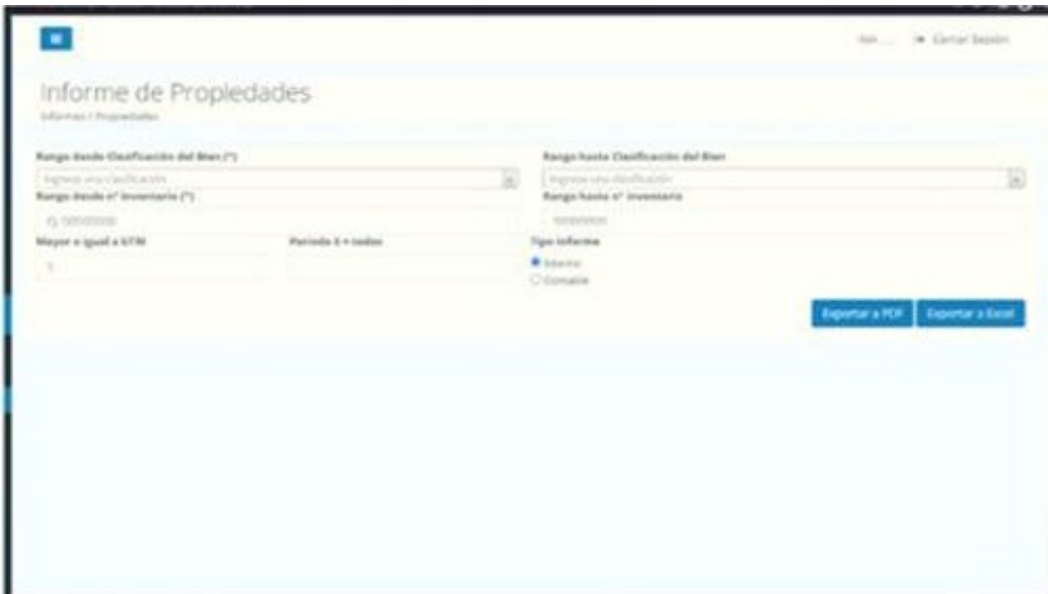 Cerrar Sesión
Informe de Propiedades
Informes / Propiedades
Rango desde Clasificación del Bien (*)
Rango hasta Clasificación del Bien
Ingrese una clasificación
Ingrese una clasificación
Rango desde n° inventario (*)
Rango hasta n° inventario
Mayor o igual a UTM
Periodo 0 = todos
Tipo Informe
Interno
Contable
Exportar a PDF
Exportar a Excel